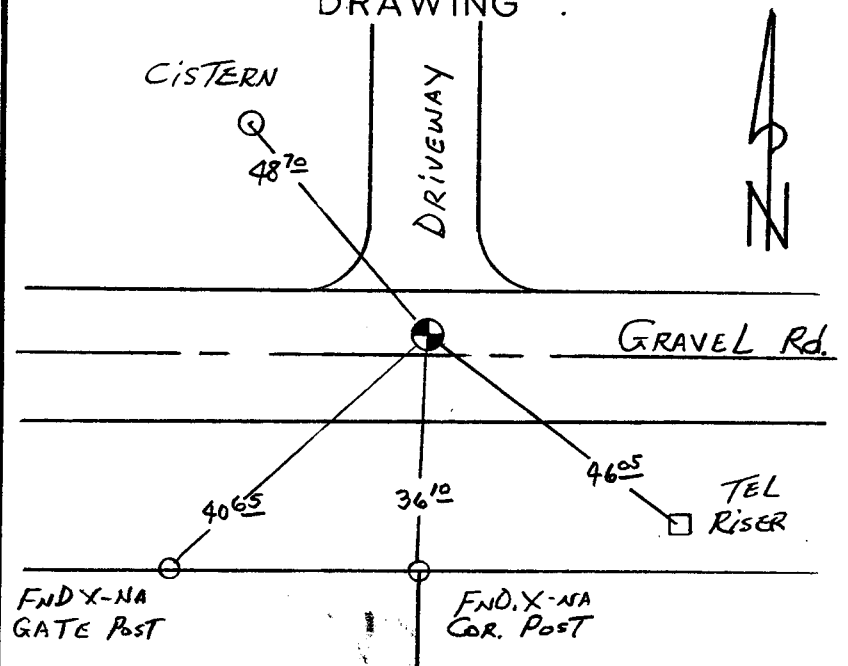 DRAWING .
CISTERN
48 70
DRIVEWAY
N
GRAVEL Rd.
46 05
40 65
36 10
TEL
RISER
FND X-NA
GATE POST
FND. X-NA
COR. POST